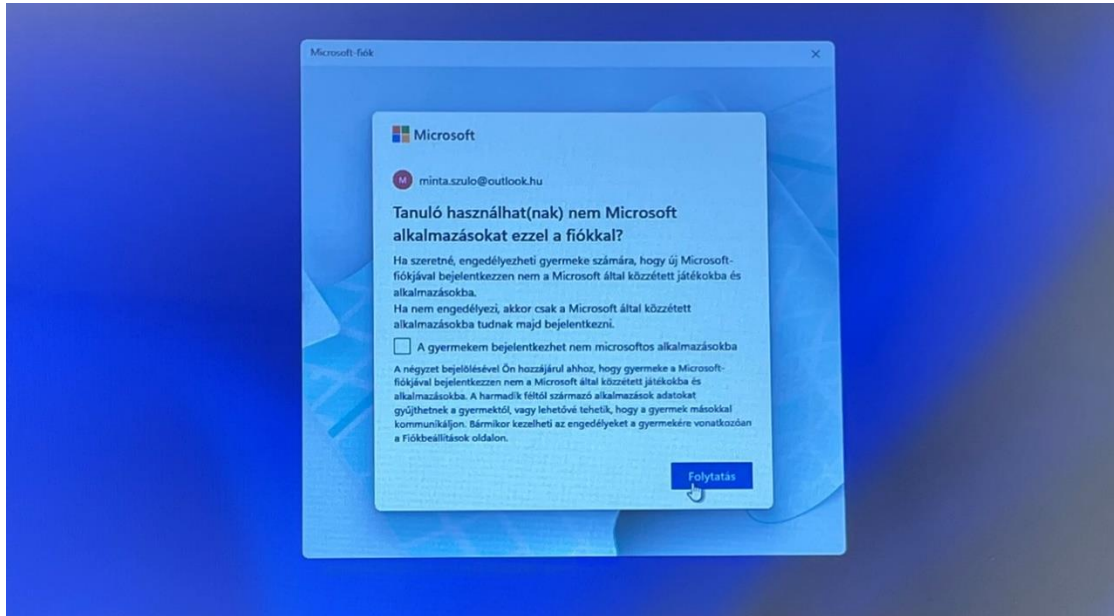 Microsoft-fiók
Microsoft
M
minta.szulo@outlook.hu
Tanuló használhat(nak) nem Microsoft
alkalmazásokat ezzel a fiókkal?
Ha szeretné, engedélyezheti gyermeke számára, hogy új Microsoft-
fiókjával bejelentkezzen nem a Microsoft által közzétett játékokba és
alkalmazásokba.
Ha nem engedélyezi, akkor csak a Microsoft által közzétett
alkalmazásokba tudnak majd bejelentkezni.
A gyermekem bejelentkezhet nem microsoftos alkalmazásokba
A négyzet bejelölésével Ön hozzájárul ahhoz, hogy gyermeke a Microsoft-
fiókjával bejelentkezzen nem a Microsoft által közzétett játékokba és
alkalmazásokba. A harmadik féltól származó alkalmazások adatokat
gyűjthetnek a gyermektől, vagy lehetővé tehetik, hogy a gyermek másokkal
kommunikáljon. Bármikor kezelheti az engedélyeket a gyermekére vonatkozóan
a Fiókbeállítások oldalon.
Folytatás